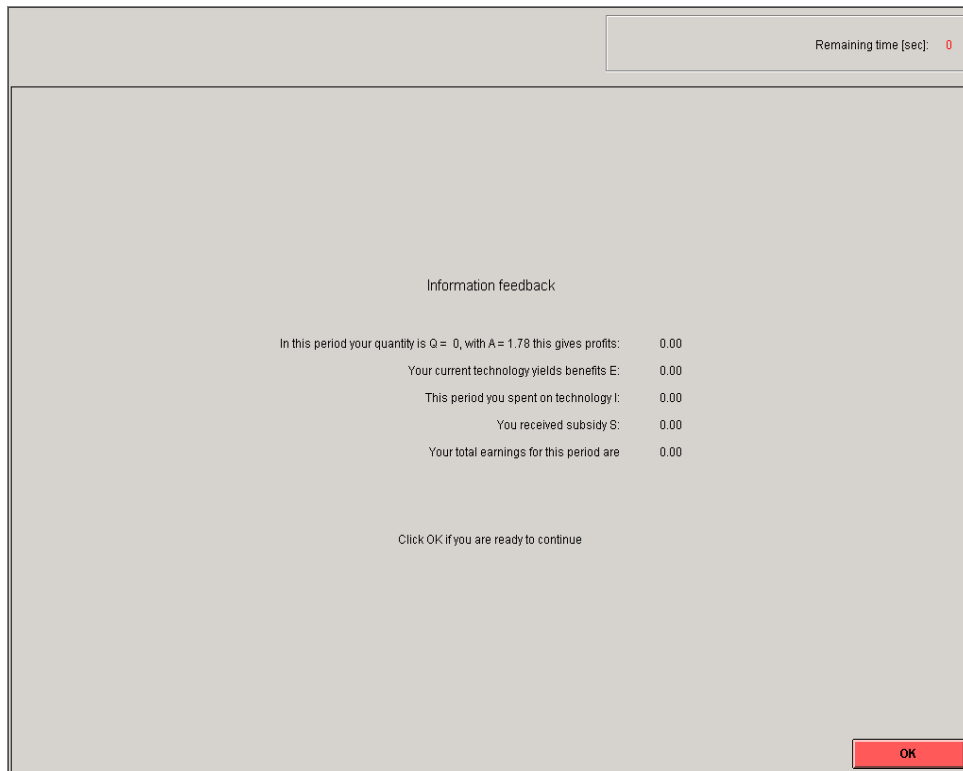 Remaining time [sec]: 0
Information feedback
In this period your quantity is Q = 0, with A = 1.78 this gives profits: 0.00
Your current technology yields benefits E: 0.00
This period you spent on technology I: 0.00
You received subsidy S: 0.00
Your total earnings for this period are 0.00
Click OK if you are ready to continue
OK